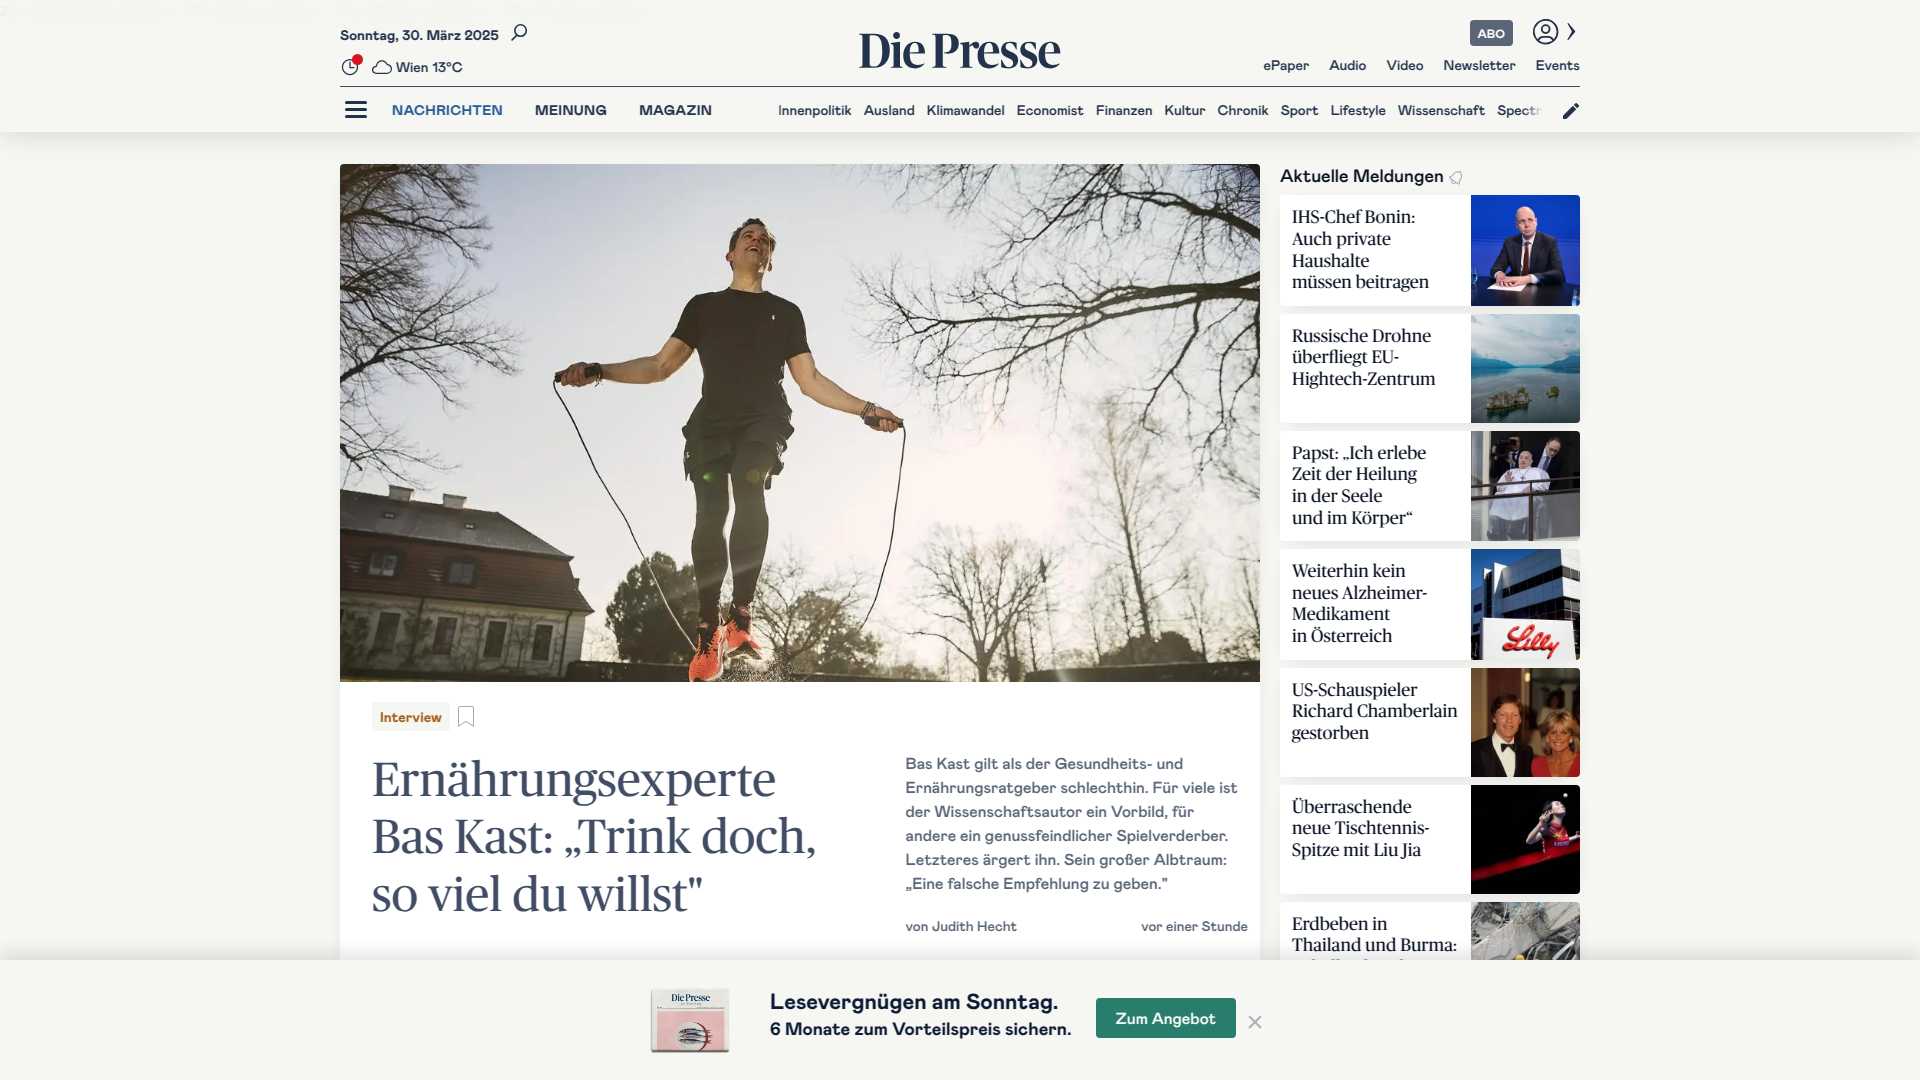 Sonntag, 30. März 2025
Wien 13°C
Die Presse
ABO
ePaper Audio Video Newsletter Events
NACHRICHTEN MEINUNG MAGAZIN
Innenpolitik Ausland Klimawandel Economist Finanzen Kultur Chronik Sport Lifestyle Wissenschaft
Interview
Ernährungsexperte
Bas Kast: „Trink doch,
so viel du willst"
Bas Kast gilt als der Gesundheits- und
Ernährungsratgeber schlechthin. Für viele ist
der Wissenschaftsautor ein Vorbild, für
andere ein genussfeindlicher Spielverderber.
Letzteres ärgert ihn. Sein großer Albtraum:
„Eine falsche Empfehlung zu geben."
von Judith Hecht
vor einer Stunde
Aktuelle Meldungen
IHS-Chef Bonin:
Auch private
Haushalte
müssen beitragen
Russische Drohne
überfliegt EU-
Hightech-Zentrum
Papst: „Ich erlebe
Zeit der Heilung
in der Seele
und im Körper“
Weiterhin kein
neues Alzheimer-
Medikament
in Österreich
Lilly
US-Schauspieler
Richard Chamberlain
gestorben
Überraschende
neue Tischtennis-
Spitze mit Liu Jia
Erdbeben in
Thailand und Burma:
Die Presse
Lesevergnügen am Sonntag.
6 Monate zum Vorteilspreis sichern.
Zum Angebot